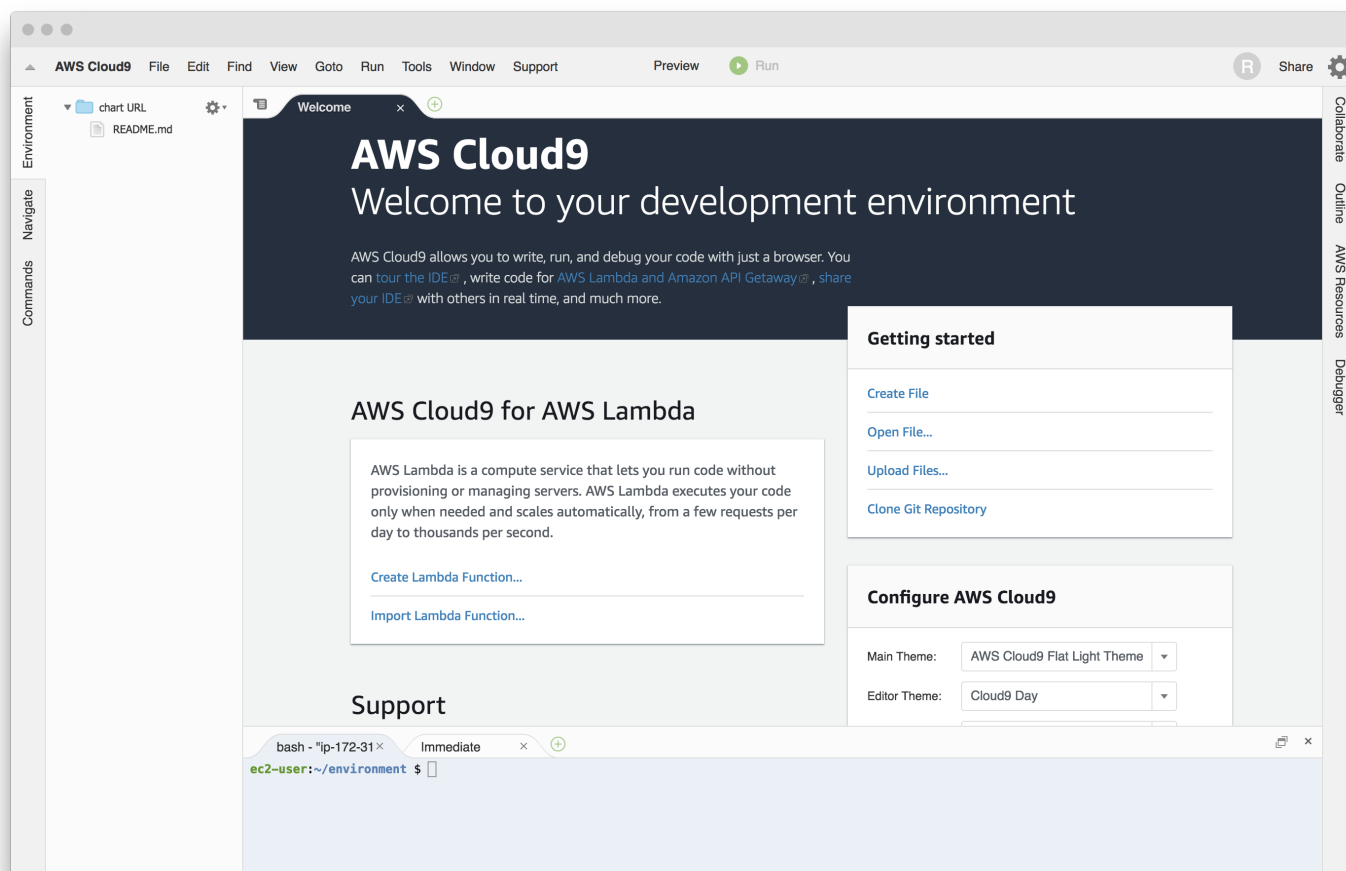 AWS Cloud9 File Edit Find View Goto Run Tools Window Support Preview Run R Share
Environment
Navigate
Commands
chart URL
README.md
Welcome
AWS Cloud9
Welcome to your development environment
AWS Cloud9 allows you to write, run, and debug your code with just a browser. You
can tour the IDE , write code for AWS Lambda and Amazon API Getaway , share
your IDE with others in real time, and much more.
AWS Cloud9 for AWS Lambda
AWS Lambda is a compute service that lets you run code without
provisioning or managing servers. AWS Lambda executes your code
only when needed and scales automatically, from a few requests per
day to thousands per second.
Create Lambda Function...
Import Lambda Function...
Support
Getting started
Create File
Open File...
Upload Files...
Clone Git Repository
Configure AWS Cloud9
Main Theme: AWS Cloud9 Flat Light Theme
Editor Theme: Cloud9 Day
Collaborate
Outline
AWS Resources
Debugger
bash - "ip-172-31 Immediate
ec2-user:~/environment $